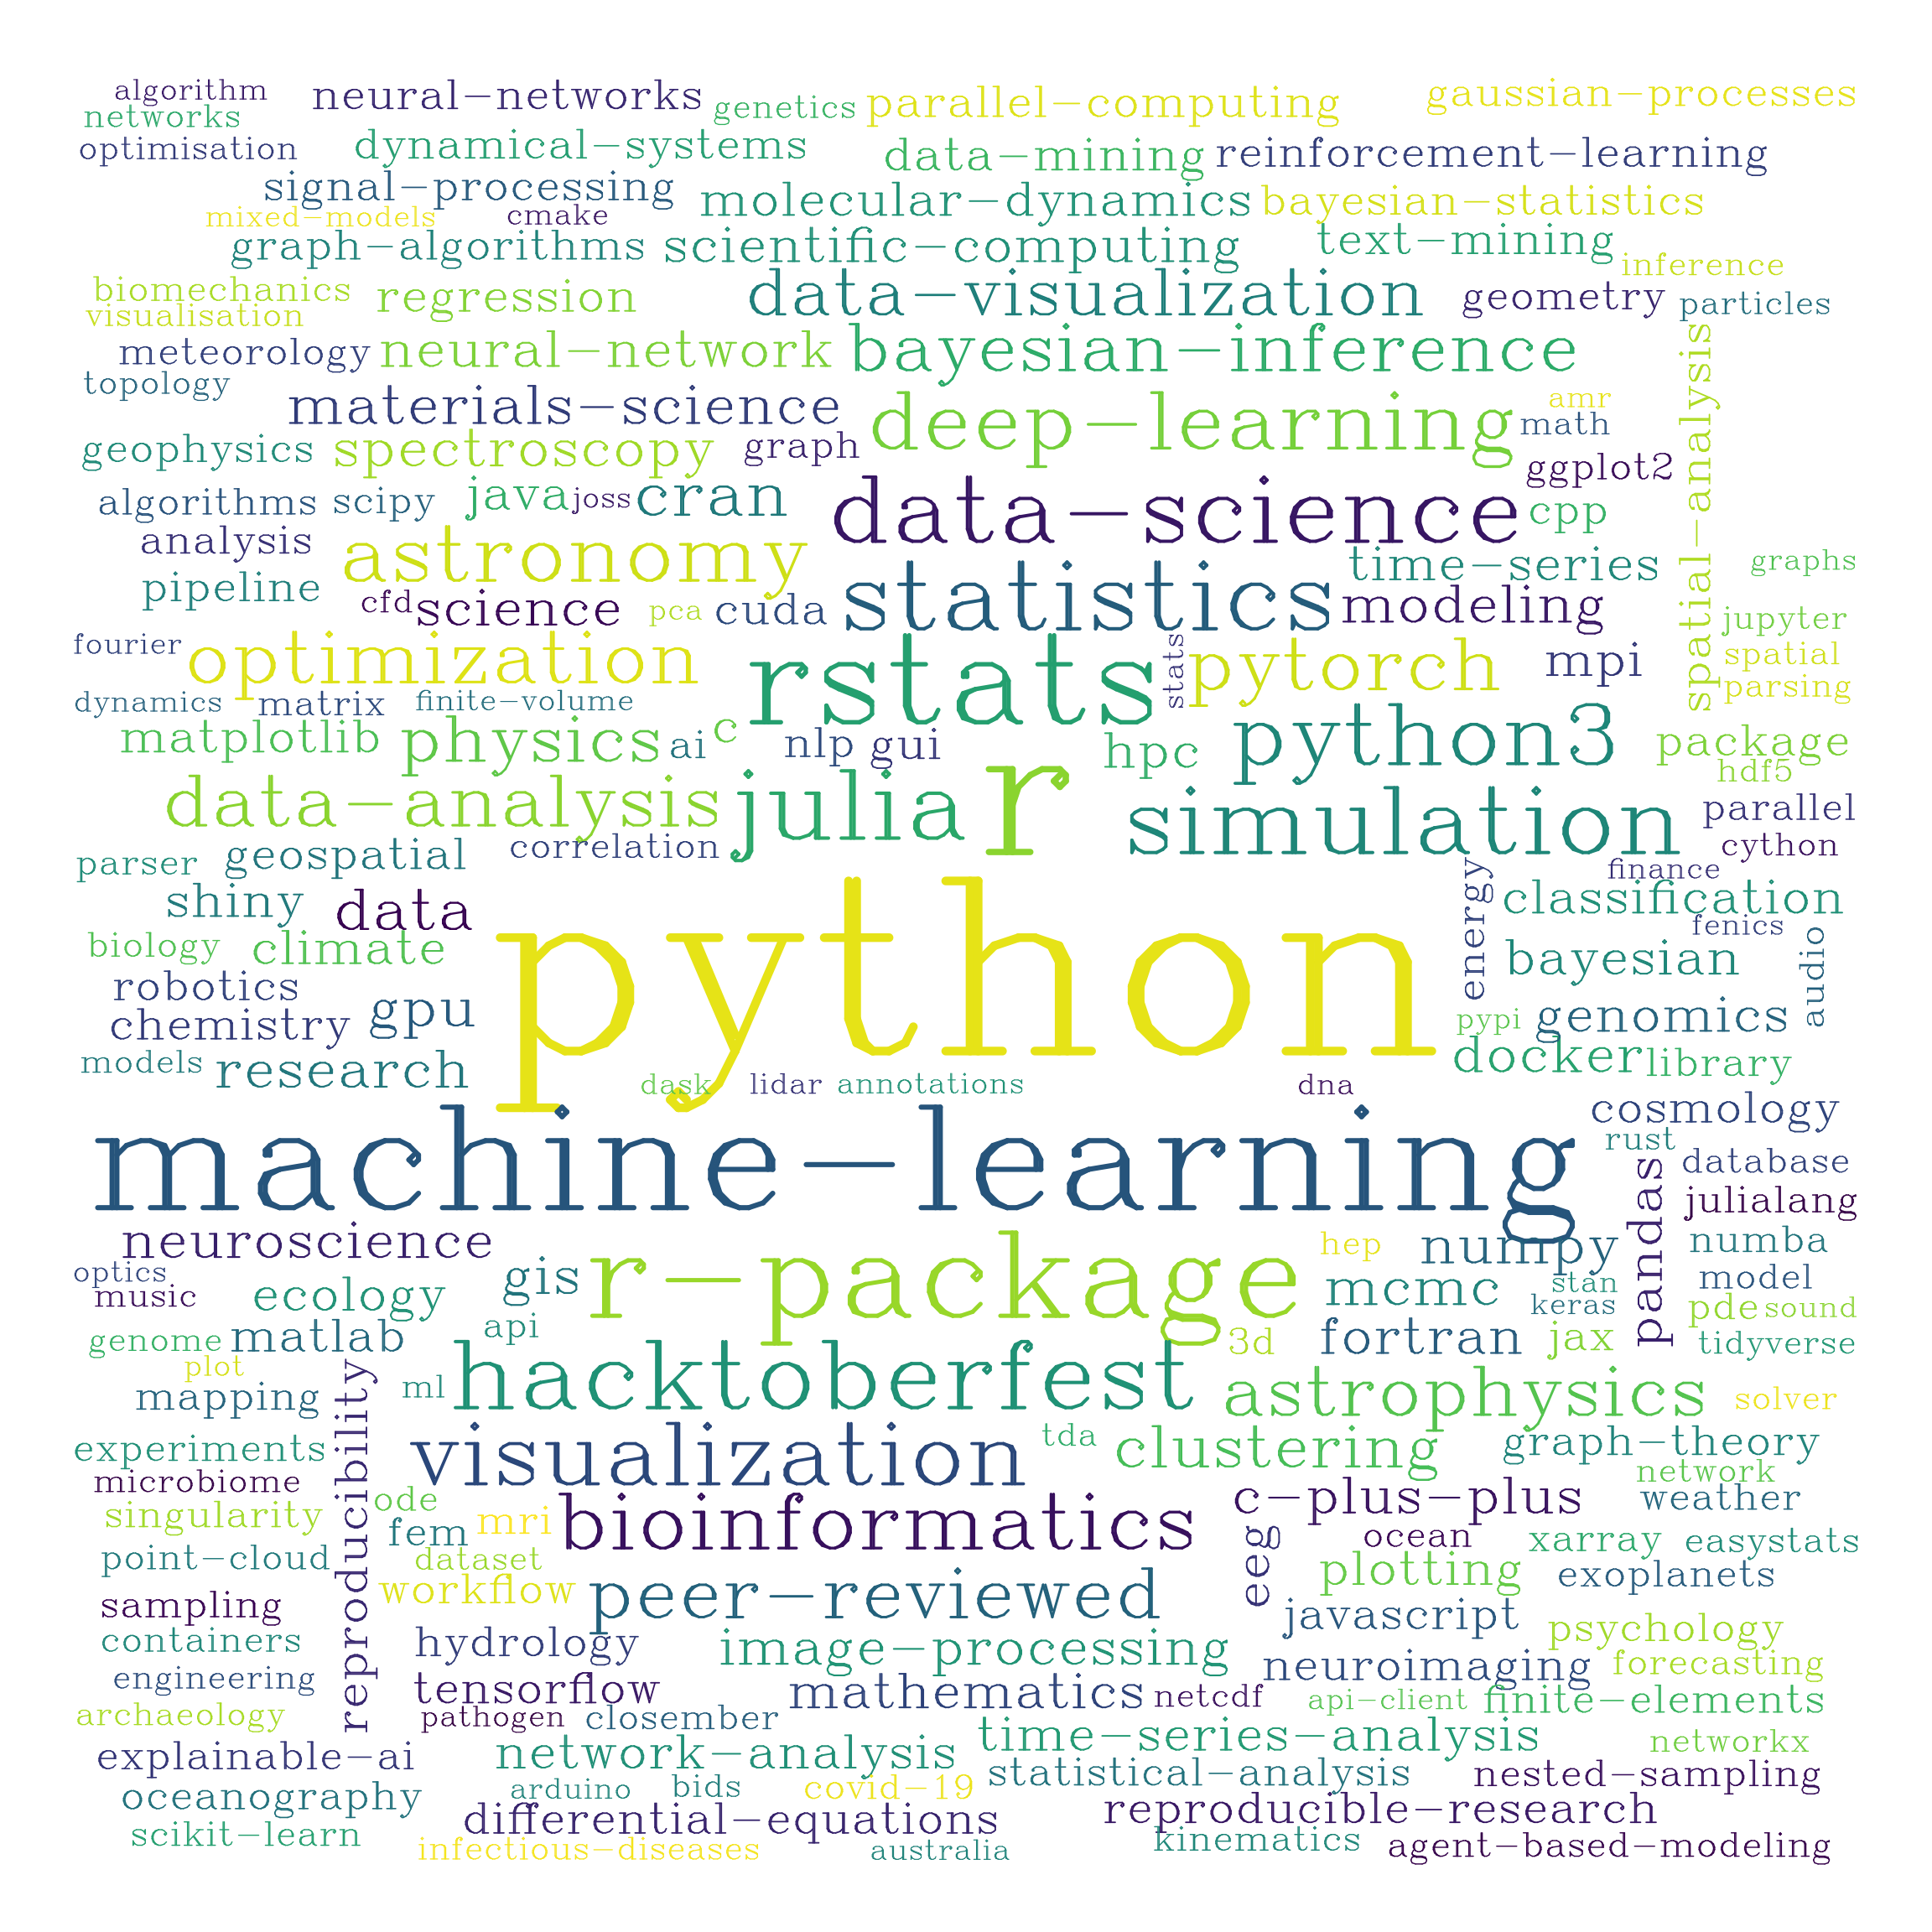 algorithm neural-networks genetics parallel-computing gaussian-processes
networks
optimisation dynamical-systems data-mining reinforcement-learning
signal-processing molecular-dynamics bayesian-statistics
mixed-models cmake
graph-algorithms scientific-computing text-mining
inference
biomechanics regression data-visualization geometry particles
visualisation
meteorology neural-network bayesian-inference
spatial-analysis
topology
materials-science deep-learning amr
math
geophysics spectroscopy graph
ggplot2
algorithms scipy java joss cran data-science cpp
analysis astronomy time-series graphs
pipeline
cfd science pca cuda statistics modeling jupyter
fourier optimization rstats stats pytorch mpi spatial
parsing
dynamics matrix finite-volume
matplotlib physics ai c nlp gui hpc python3 package
hdf5
data-analysis julia r simulation parallel
parser geospatial correlation cython
finance
energy
shiny data classification
fenics
biology climate python bayesian audio
robotics
chemistry gpu pypi genomics
models research docker library
dask lidar annotations dna
machine-learning cosmology
rust
database
pandas
julialang
neuroscience r-package hep numpy numba
optics gis stan model
music ecology mcmc keras pde sound
genome matlab api 3d fortran jax tidyverse
plot
mapping ml hacktoberfest astrophysics solver
reproducibility
experiments visualization tda clustering graph-theory
microbiome network
singularity ode c-plus-plus weather
fem mri bioinformatics ocean xarray easystats
point-cloud dataset eeg
sampling workflow peer-reviewed plotting exoplanets
containers hydrology image-processing javascript psychology
engineering tensorflow mathematics neuroimaging forecasting
archaeology pathogen closember netcdf api-client finite-elements
explainable-ai network-analysis time-series-analysis networkx
oceanography arduino bids covid-19 statistical-analysis nested-sampling
differential-equations reproducible-research
scikit-learn infectious-diseases australia kinematics agent-based-modeling